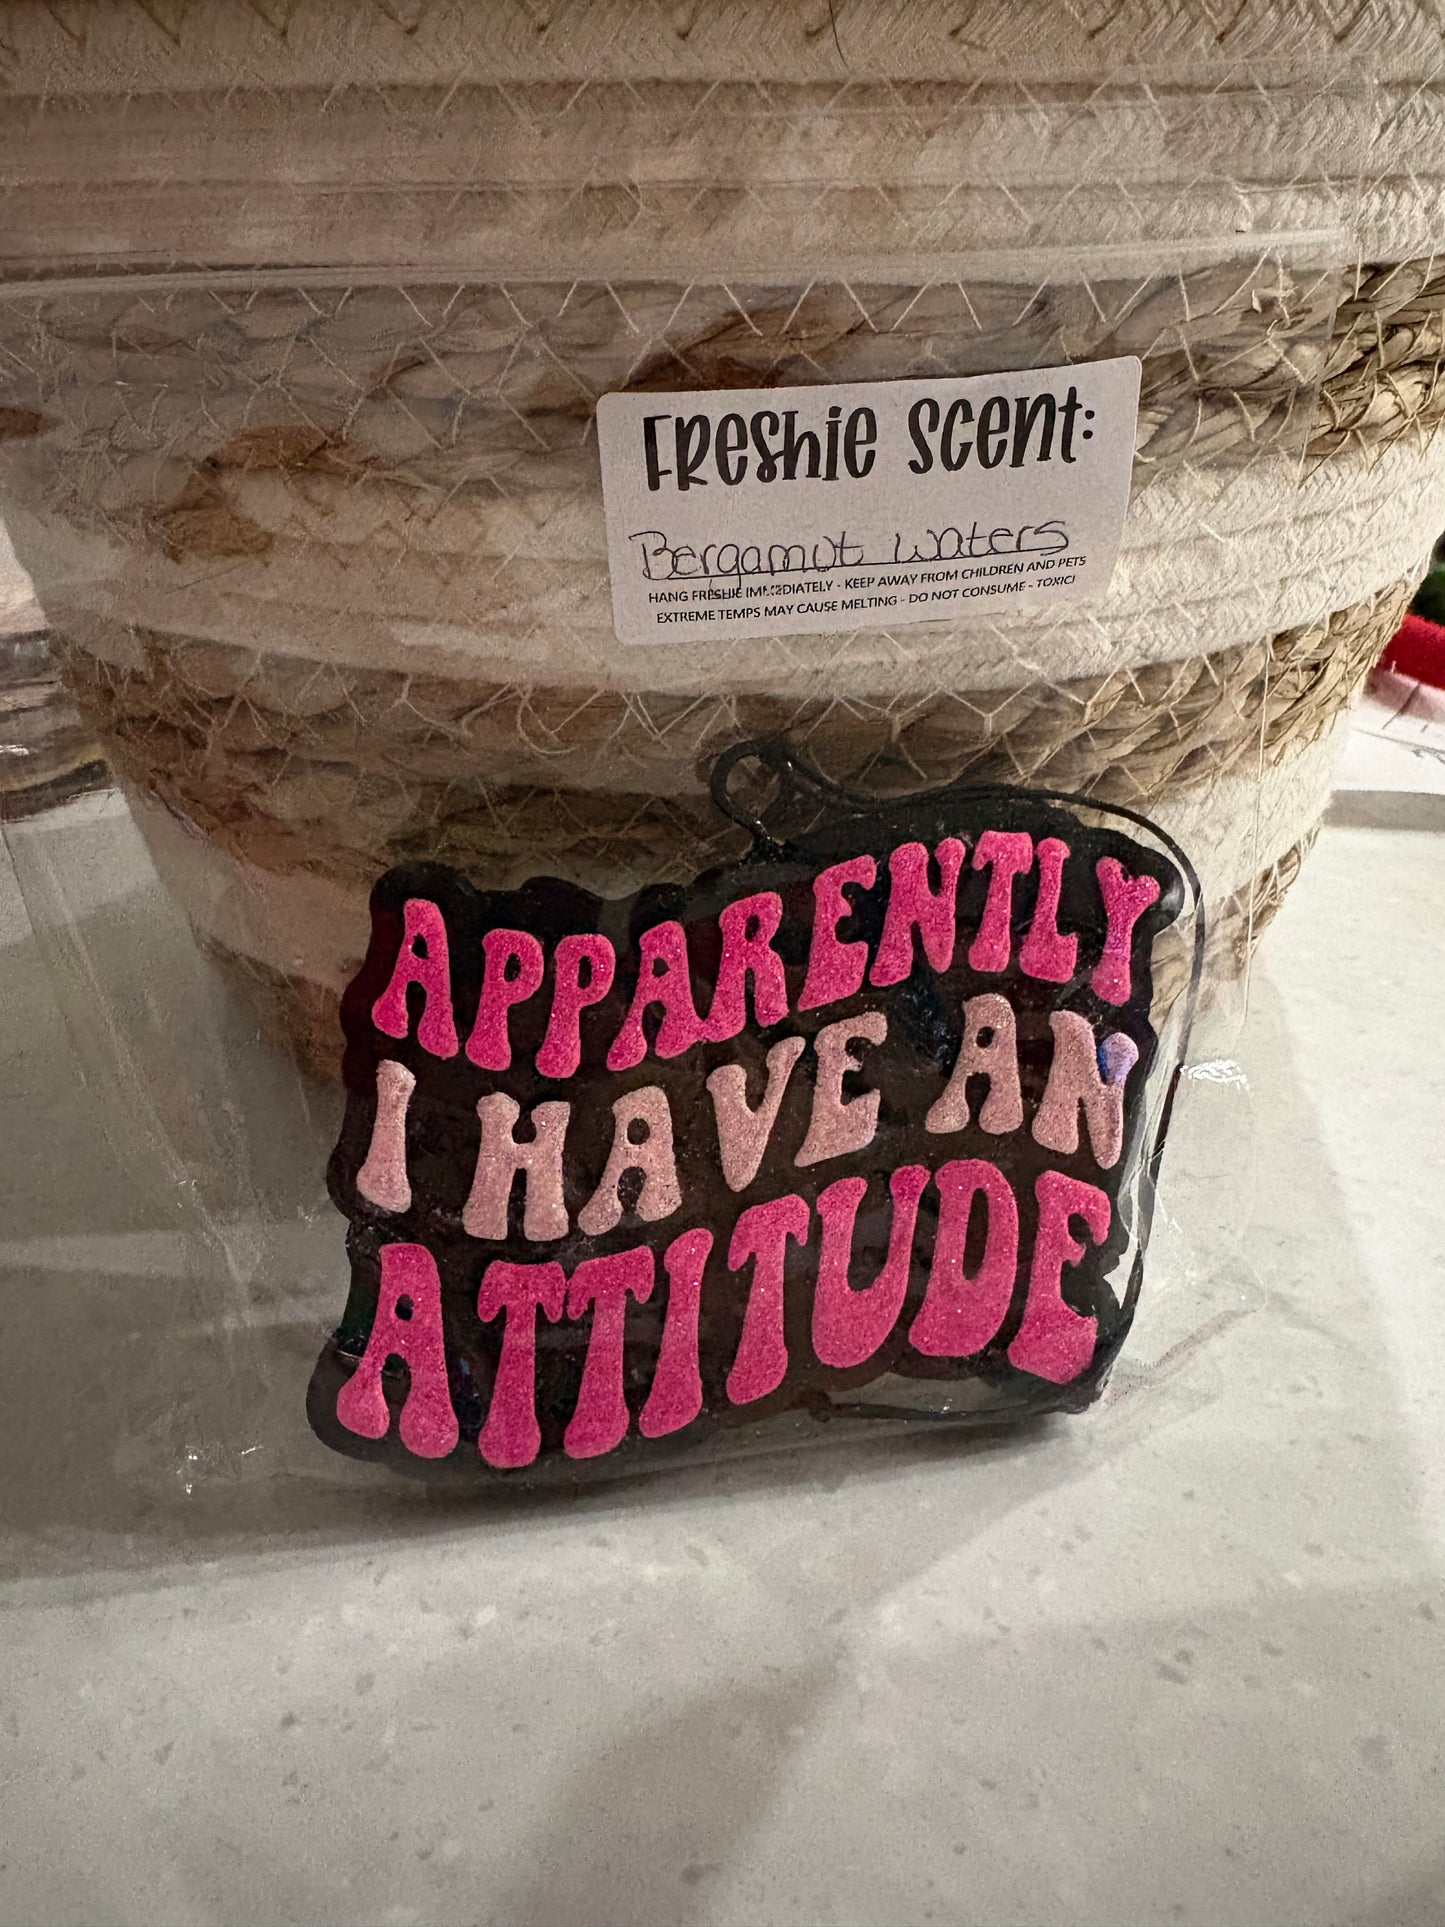 FRESHIE SCENT:
Bergamot waters
HANG FRESHIE IMMEDIATELY - KEEP AWAY FROM CHILDREN AND PETS
EXTREME TEMPS MAY CAUSE MELTING - DO NOT CONSUME - TOXIC!
APPARENTLY
I HAVE AN
ATTITUDE